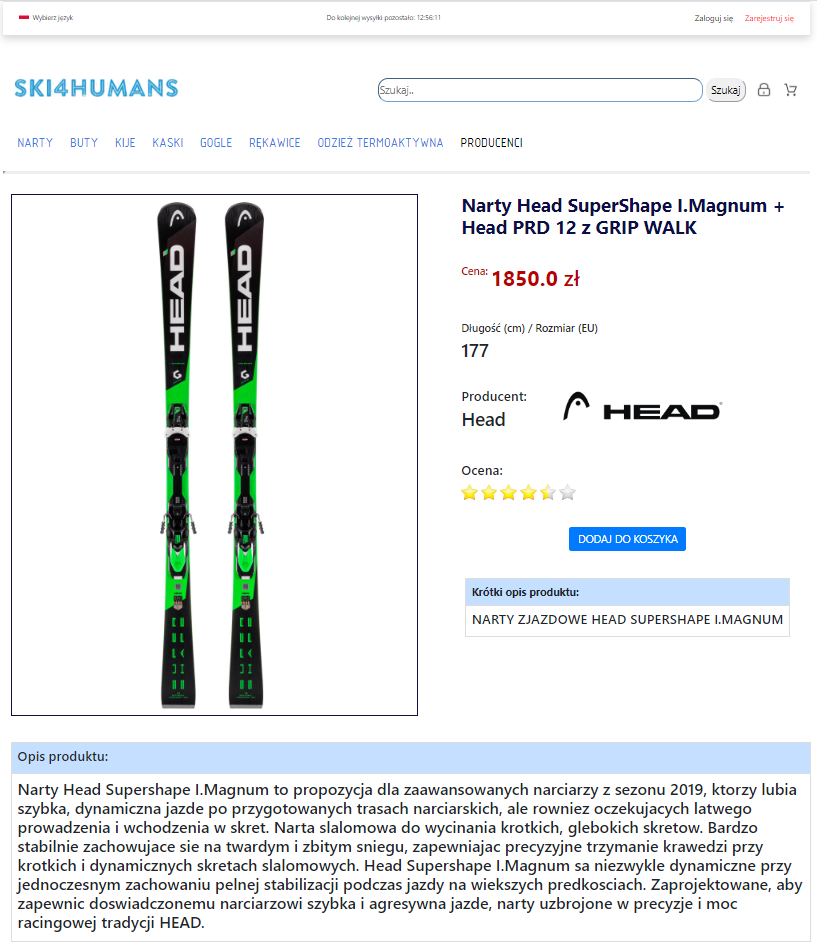 Wybierz język
Do kolejnej wysyłki pozostało: 12:56:11
Zaloguj się Zarejestruj się
SKI4HUMANS
Szukaj..
Szukaj
NARTY BUTY KIJE KASKI GOGLE RĘKAWICE ODZIEŻ TERMOAKTYWNA PRODUCENCI
HEAD HEAD
Narty Head SuperShape I.Magnum +
Head PRD 12 z GRIP WALK
Cena: 1850.0 zł
Długość (cm) / Rozmiar (EU)
177
Producent:
Head
HEAD
Ocena:
DODAJ DO KOSZYKA
Krótki opis produktu:
NARTY ZJAZDOWE HEAD SUPERSHAPE I.MAGNUM
Opis produktu:
Narty Head Supershape I.Magnum to propozycja dla zaawansowanych narciarzy z sezonu 2019, ktorzy lubia
szybka, dynamiczna jazde po przygotowanych trasach narciarskich, ale rowniez oczekujacych latwego
prowadzenia i wchodzenia w skret. Narta slalomowa do wycinania krotkich, glebokich skretow. Bardzo
stabilnie zachowujace sie na twardym i zbitym sniegu, zapewniajac precyzyjne trzymanie krawedzi przy
krotkich i dynamicznych skretach slalomowych. Head Supershape I.Magnum sa niezwykle dynamiczne przy
jednoczesnym zachowaniu pelnej stabilizacji podczas jazdy na wiekszych predkosciach. Zaprojektowane, aby
zapewnic doswiadczonemu narciarzowi szybka i agresywna jazde, narty uzbrojone w precyzje i moc
racingowej tradycji HEAD.